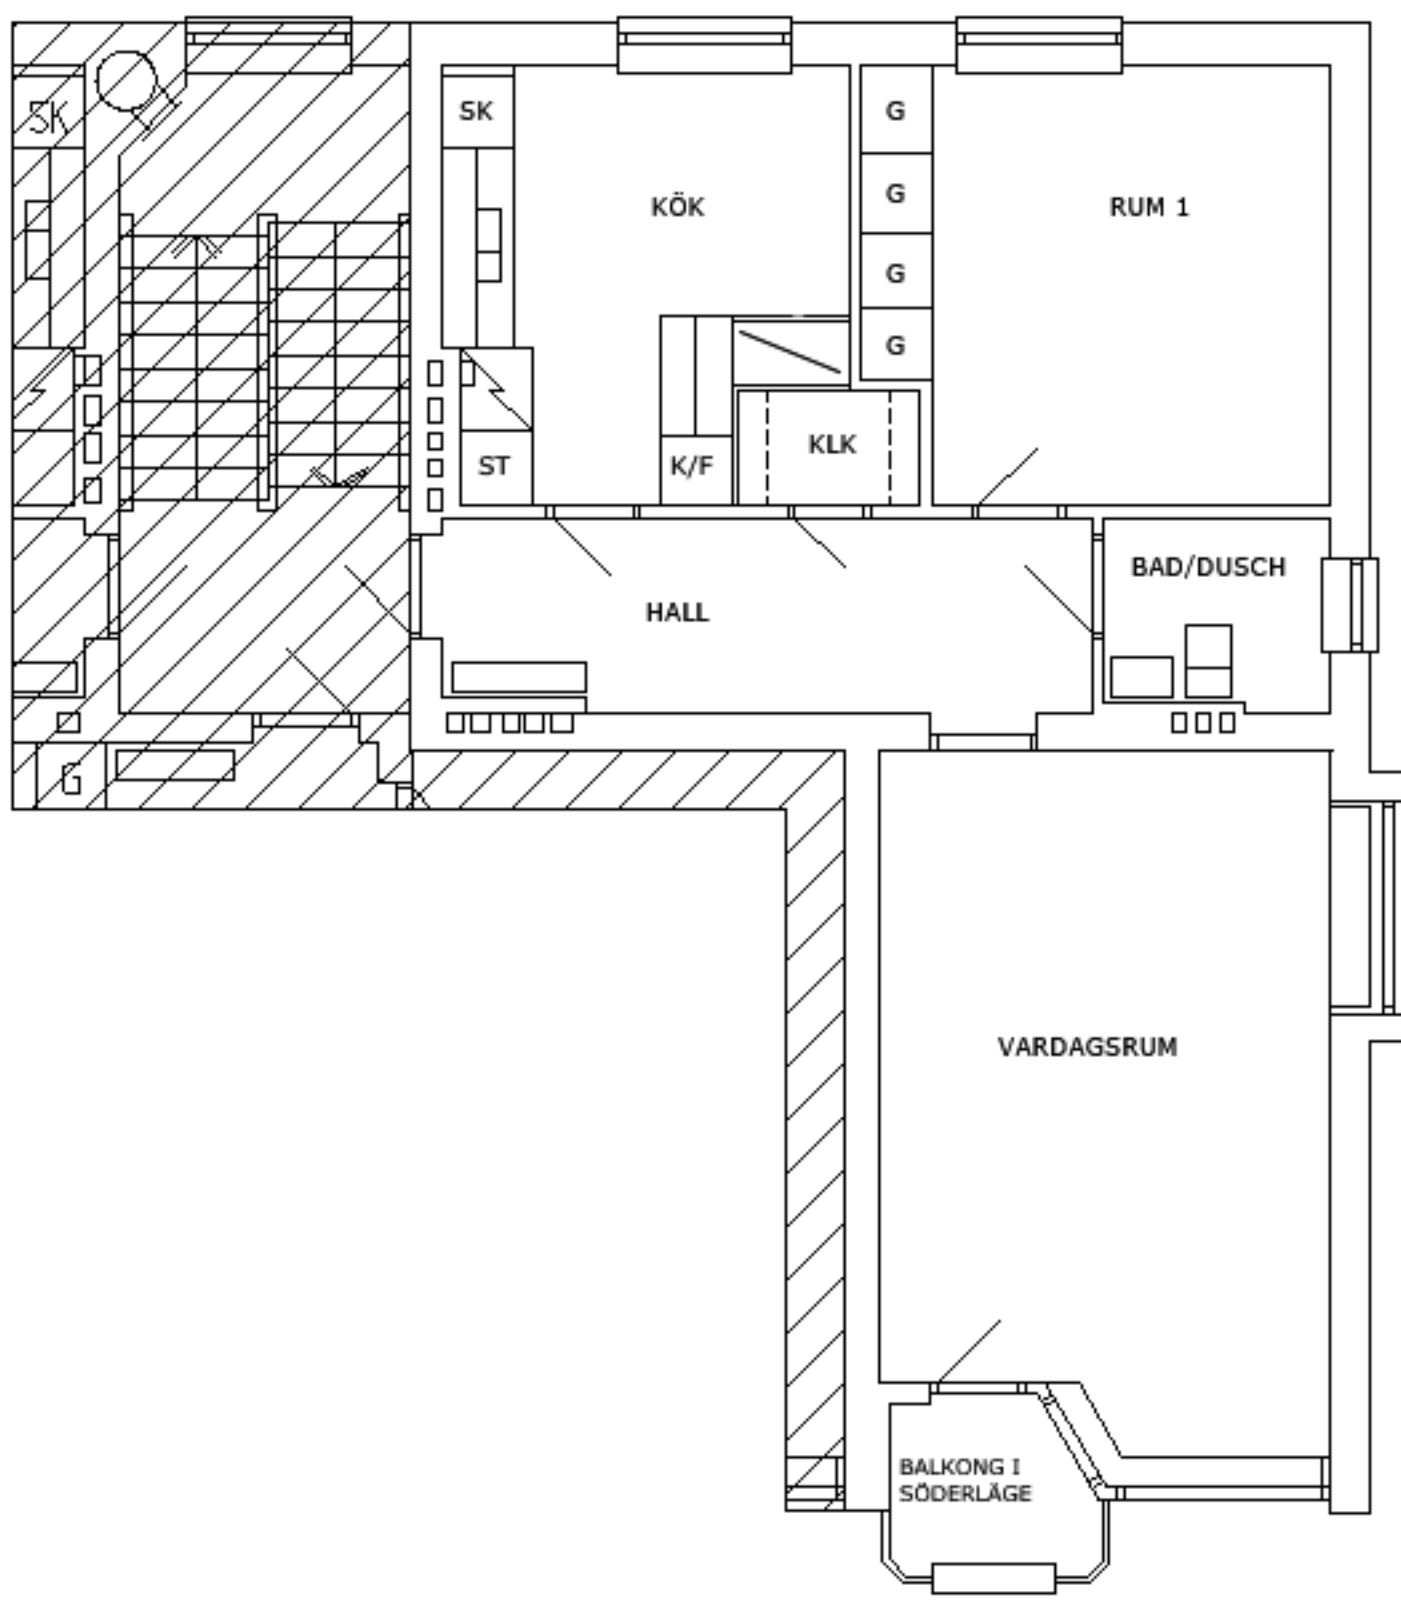 SK
SK
G
KÖK
G
RUM 1
G
G
ST
K/F
KLK
HALL
BAD/DUSCH
G
VARDAGSRUM
BALKONG I
SÖDERLÄGE